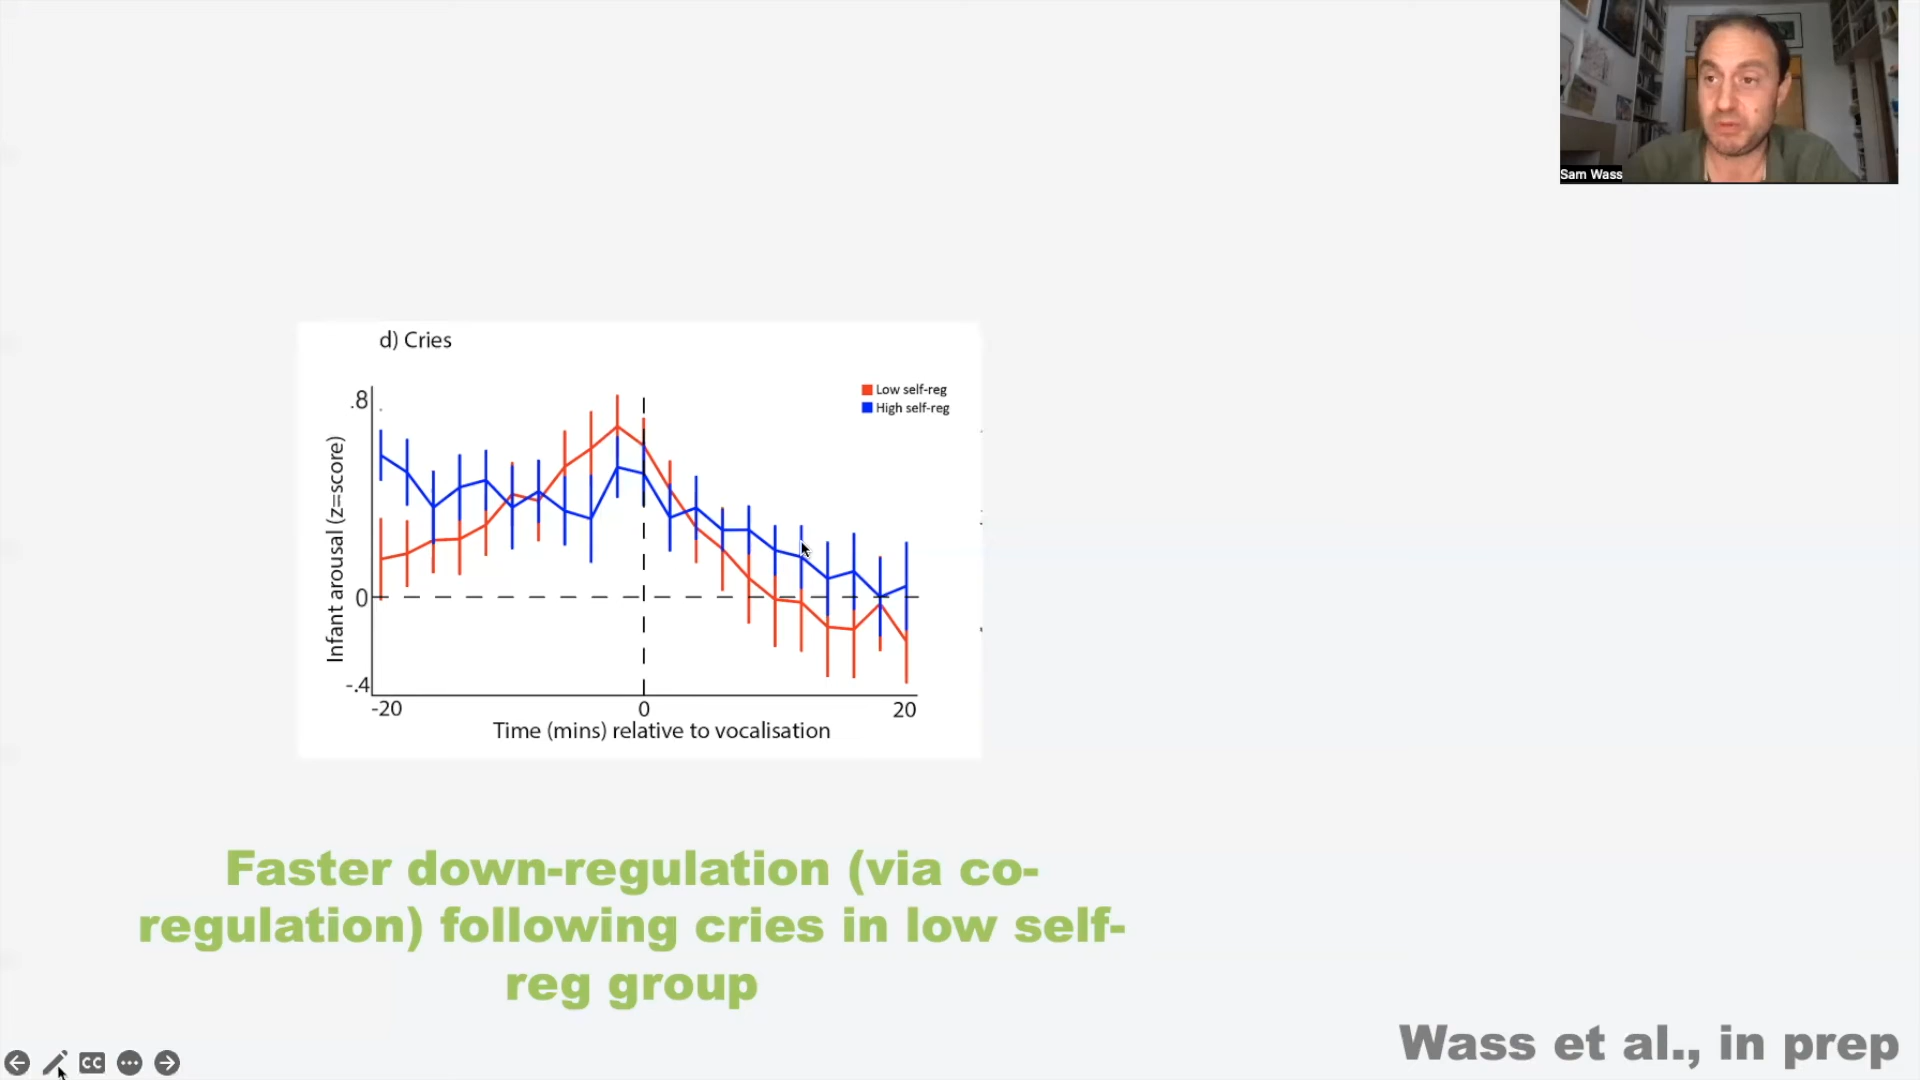 Sam Wass
d) Cries
Low self-reg
High self-reg
.8
0
-.4
Infant arousal (z=score)
-20
0
20
Time (mins) relative to vocalisation
Faster down-regulation (via co-
regulation) following cries in low self-
reg group
Wass et al., in prep
CC